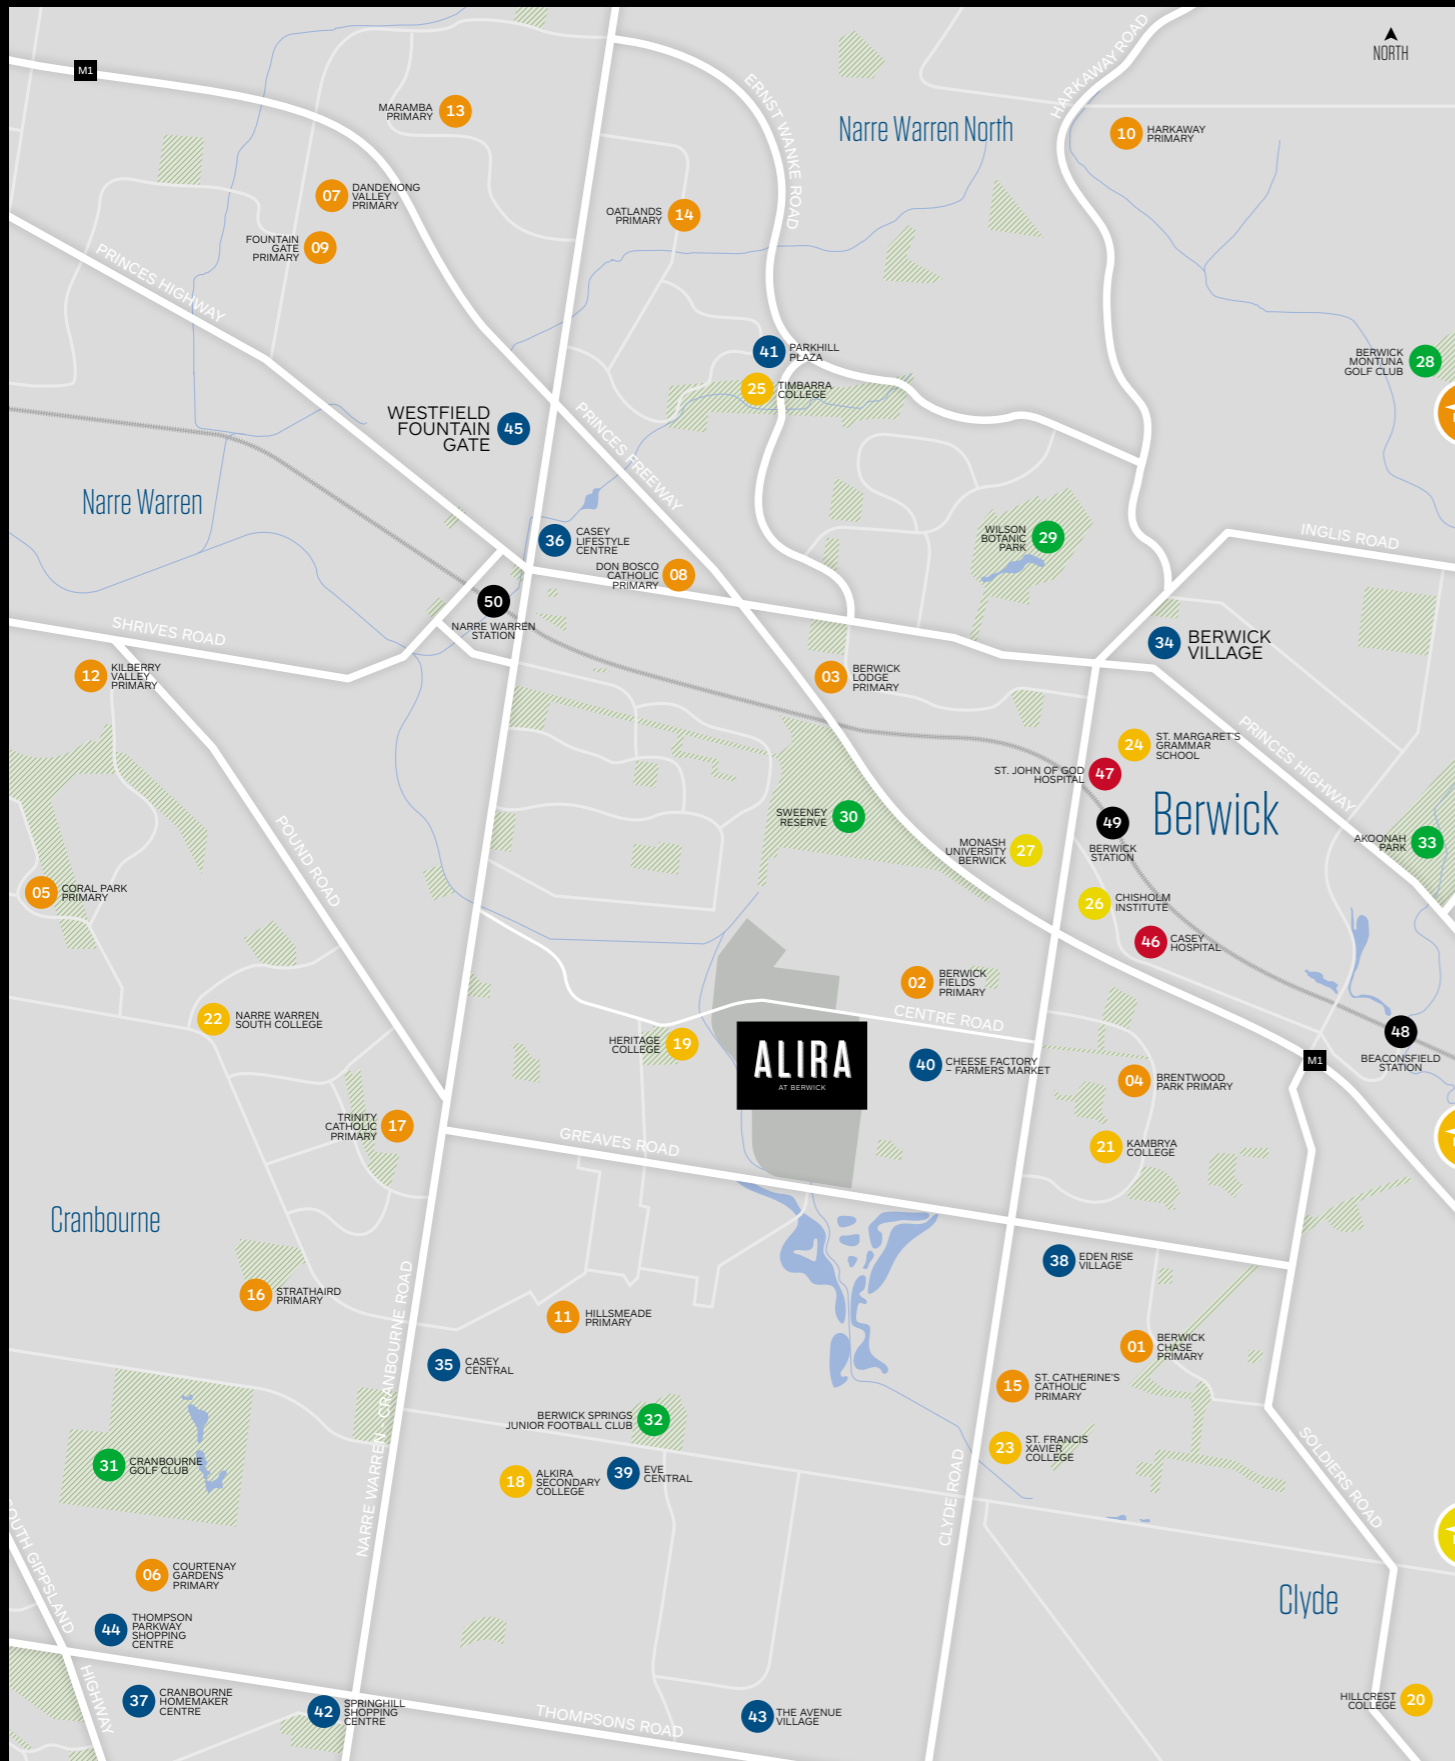 NORTH
M1
HARKAWAY ROAD
MARAMBA
PRIMARY
13
ERNST WANKE ROAD
Narre Warren North
10
HARKAWAY
PRIMARY
07
DANDENONG
VALLEY
PRIMARY
OATLANDS
PRIMARY
14
FOUNTAIN
GATE
PRIMARY
09
PRINCES HIGHWAY
41
PARKHILL
PLAZA
BERWICK
MONTUNA
GOLF CLUB
28
25
TIMBARRA
COLLEGE
WESTFIELD
FOUNTAIN
GATE
45
PRINCES FREEWAY
Narre Warren
36
CASEY
LIFESTYLE
CENTRE
WILSON
BOTANIC
PARK
29
INGLIS ROAD
DON BOSCO
CATHOLIC
PRIMARY
08
50
NARRE WARREN
STATION
SHRIVES ROAD
34
BERWICK
VILLAGE
12
KILBERRY
VALLEY
PRIMARY
03
BERWICK
LODGE
PRIMARY
24
ST. MARGARET'S
GRAMMAR
SCHOOL
PRINCES HIGHWAY
ST. JOHN OF GOD
HOSPITAL
47
Berwick
SWEENEY
RESERVE
30
49
BERWICK
STATION
MONASH
UNIVERSITY
BERWICK
27
AKOONAH
PARK
33
POUND ROAD
05
CORAL PARK
PRIMARY
26
CHISHOLM
INSTITUTE
46
CASEY
HOSPITAL
02
BERWICK
FIELDS
PRIMARY
22
NARRE WARREN
SOUTH COLLEGE
CENTRE ROAD
HERITAGE
COLLEGE
19
ALIRA
AT BERWICK
40
CHEESE FACTORY
– FARMERS MARKET
48
BEACONSFIELD
STATION
M1
04
BRENTWOOD
PARK PRIMARY
TRINITY
CATHOLIC
PRIMARY
17
GREAVES ROAD
21
KAMBRYA
COLLEGE
Cranbourne
38
EDEN RISE
VILLAGE
16
STRATHAIRD
PRIMARY
11
HILLSMEADE
PRIMARY
NARRE WARREN - CRANBOURNE ROAD
35
CASEY
CENTRAL
01
BERWICK
CHASE
PRIMARY
15
ST. CATHERINE'S
CATHOLIC
PRIMARY
BERWICK SPRINGS
JUNIOR FOOTBALL CLUB
32
23
ST. FRANCIS
XAVIER
COLLEGE
31
CRANBOURNE
GOLF CLUB
18
ALKIRA
SECONDARY
COLLEGE
39
EVE
CENTRAL
CLYDE ROAD
SOLDIERS ROAD
SOUTH GIPPSLAND
HIGHWAY
06
COURTENAY
GARDENS
PRIMARY
Clyde
44
THOMPSON
PARKWAY
SHOPPING
CENTRE
37
CRANBOURNE
HOMEMAKER
CENTRE
42
SPRINGHILL
SHOPPING
CENTRE
THOMPSONS ROAD
43
THE AVENUE
VILLAGE
HILLCREST
COLLEGE
20